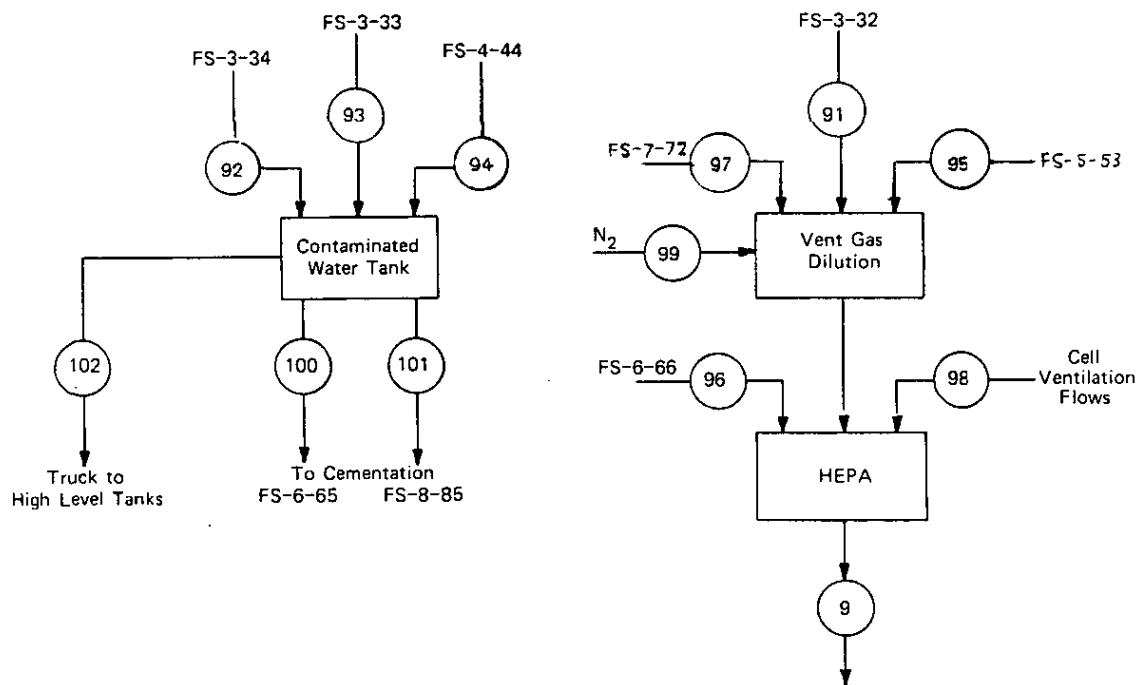 FS-3-33
FS-3-34
FS-4-44
93
92
94
Contaminated
Water Tank
102
100
101
Truck to
High Level Tanks
To Cementation
FS-6-65
FS-8-85
FS-3-32
91
FS-7-72
97
95
FS-5-53
N₂
99
Vent Gas
Dilution
FS-6-66
96
98
Cell
Ventilation
Flows
HEPA
9